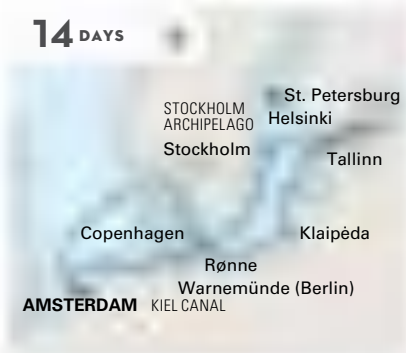 14 DAYS
St. Petersburg
STOCKHOLM
ARCHIPELAGO
Helsinki
Stockholm
Tallinn
Copenhagen
Klaipėda
Rønne
Warnemünde (Berlin)
AMSTERDAM KIEL CANAL